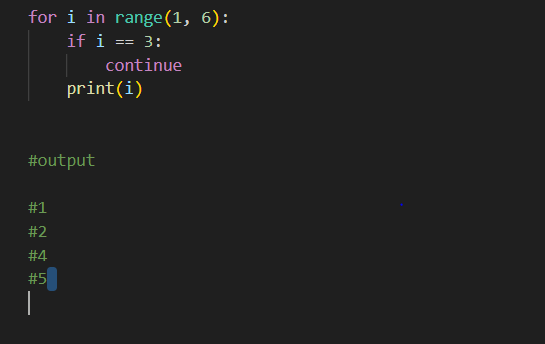 for i in range(1, 6):
    if i == 3:
        continue
    print(i)
#output
#1
#2
#4
#5